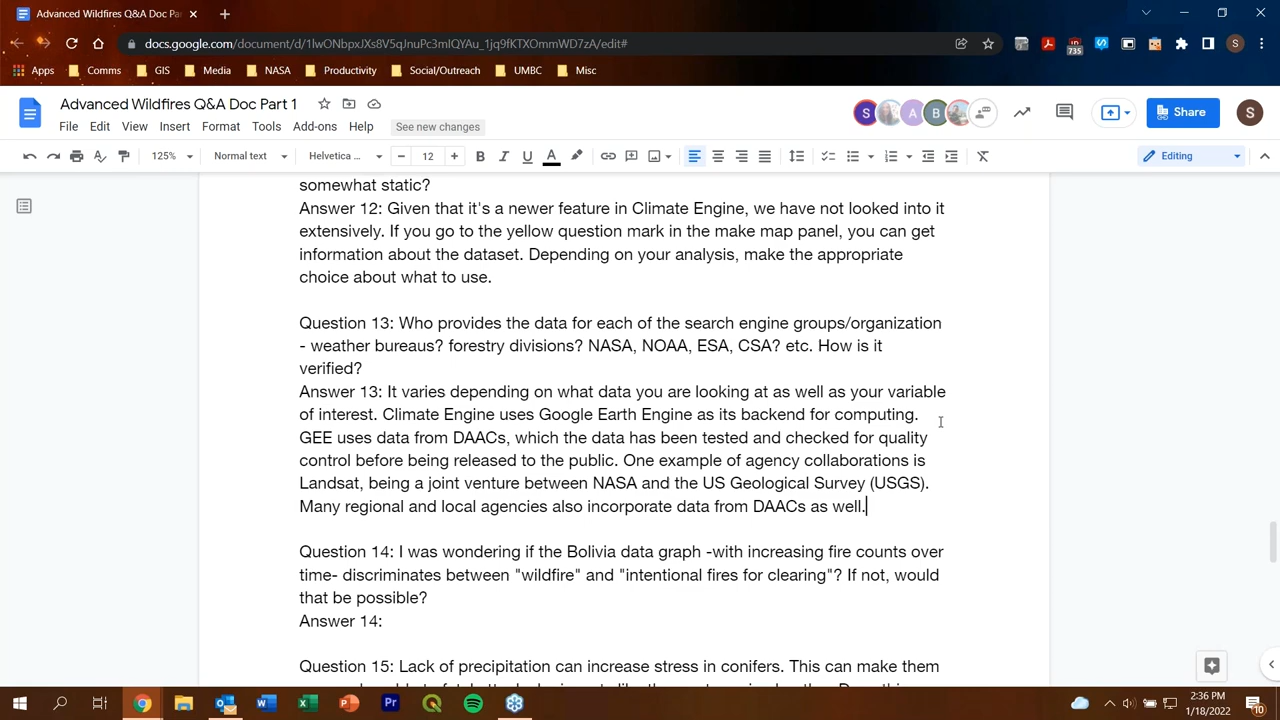 Advanced Wildfires Q&A Doc Pa
docs.google.com/document/d/1lwONbpxJXs8V5qJnuPc3mIQYAu_1jq9fKTXOmmWD7zA/edit#
735
S
Apps
Comms
GIS
Media
NASA
Productivity
Social/Outreach
UMBC
Misc
Advanced Wildfires Q&A Doc Part 1
S
A
B
Share
S
File Edit View Insert Format Tools Add-ons Help See new changes
125%
Normal text
Helvetica ...
12
B I U A
Editing
somewhat static?
Answer 12: Given that it's a newer feature in Climate Engine, we have not looked into it
extensively. If you go to the yellow question mark in the make map panel, you can get
information about the dataset. Depending on your analysis, make the appropriate
choice about what to use.
Question 13: Who provides the data for each of the search engine groups/organization
- weather bureaus? forestry divisions? NASA, NOAA, ESA, CSA? etc. How is it
verified?
Answer 13: It varies depending on what data you are looking at as well as your variable
of interest. Climate Engine uses Google Earth Engine as its backend for computing.
GEE uses data from DAACs, which the data has been tested and checked for quality
control before being released to the public. One example of agency collaborations is
Landsat, being a joint venture between NASA and the US Geological Survey (USGS).
Many regional and local agencies also incorporate data from DAACs as well.
Question 14: I was wondering if the Bolivia data graph -with increasing fire counts over
time- discriminates between "wildfire" and "intentional fires for clearing"? If not, would
that be possible?
Answer 14:
Question 15: Lack of precipitation can increase stress in conifers. This can make them
2:36 PM
1/18/2022
10